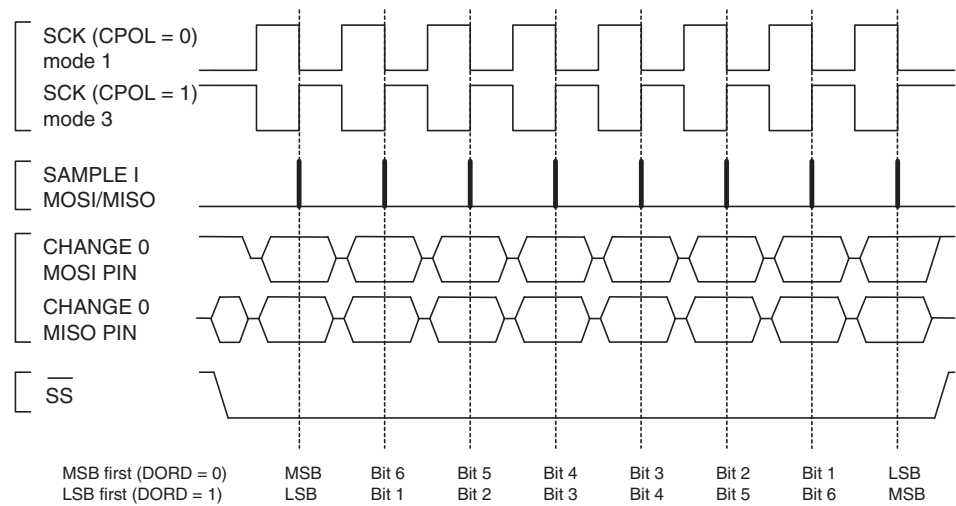 SCK (CPOL = 0)
mode 1
SCK (CPOL = 1)
mode 3
SAMPLE I
MOSI/MISO
CHANGE 0
MOSI PIN
CHANGE 0
MISO PIN
SS
MSB first (DORD = 0) MSB Bit 6 Bit 5 Bit 4 Bit 3 Bit 2 Bit 1 LSB
LSB first (DORD = 1) LSB Bit 1 Bit 2 Bit 3 Bit 4 Bit 5 Bit 6 MSB